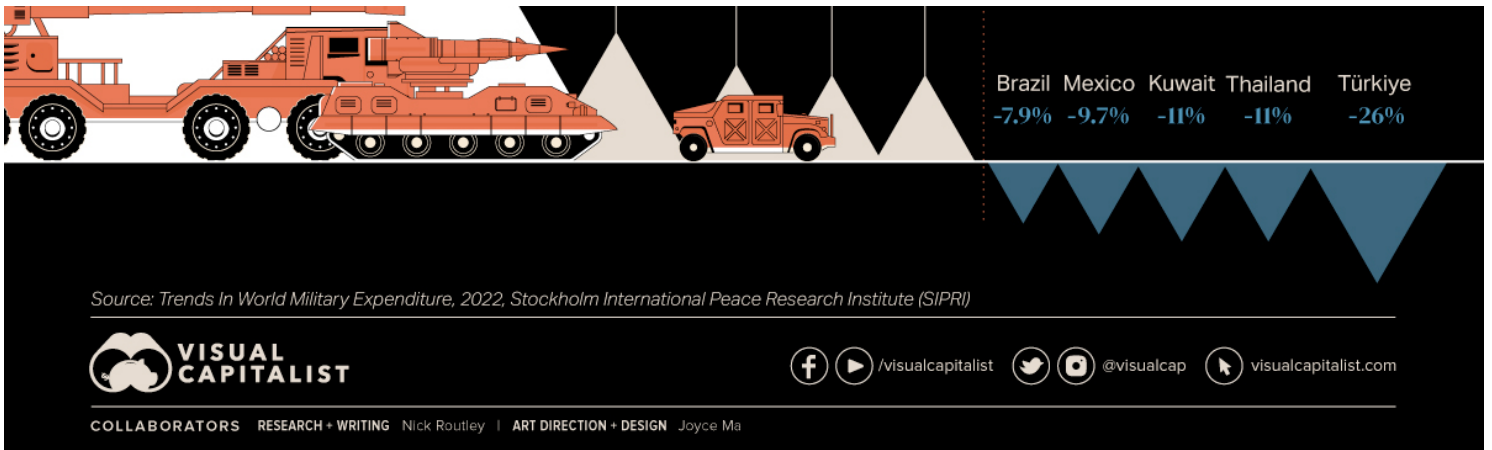 Brazil Mexico Kuwait Thailand Türkiye
-7.9% -9.7% -11% -11% -26%
Source: Trends In World Military Expenditure, 2022, Stockholm International Peace Research Institute (SIPRI)
VISUAL
CAPITALIST
/visualcapitalist @visualcap visualcapitalist.com
COLLABORATORS RESEARCH + WRITING Nick Routley | ART DIRECTION + DESIGN Joyce Ma